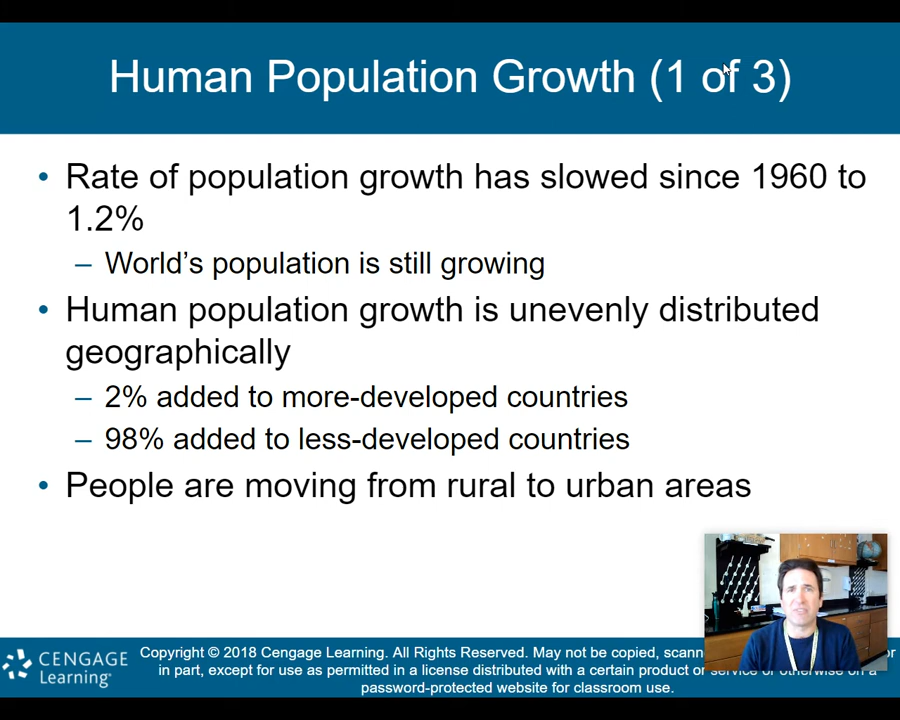 Human Population Growth (1 of 3)
• Rate of population growth has slowed since 1960 to
1.2%
– World's population is still growing
• Human population growth is unevenly distributed
geographically
– 2% added to more-developed countries
– 98% added to less-developed countries
• People are moving from rural to urban areas
CENGAGE
Learning
Copyright © 2018 Cengage Learning. All Rights Reserved. May not be copied, or
in part, except for use as permitted in a license distributed with a certain product or service or otherwise on a
password-protected website for classroom use.